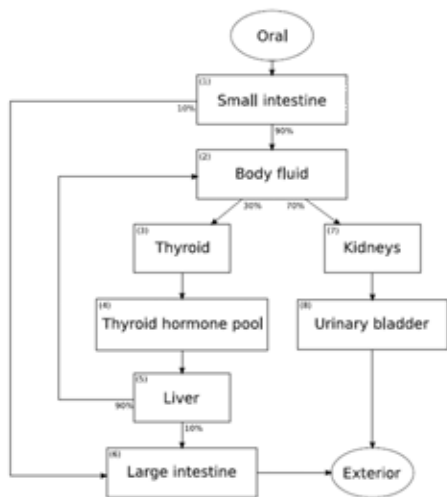 Oral
(1)
Small intestine
10%
90%
(2)
Body fluid
30%
70%
(3)
Thyroid
(7)
Kidneys
(4)
Thyroid hormone pool
(8)
Urinary bladder
(5)
Liver
90%
10%
(6)
Large intestine
Exterior